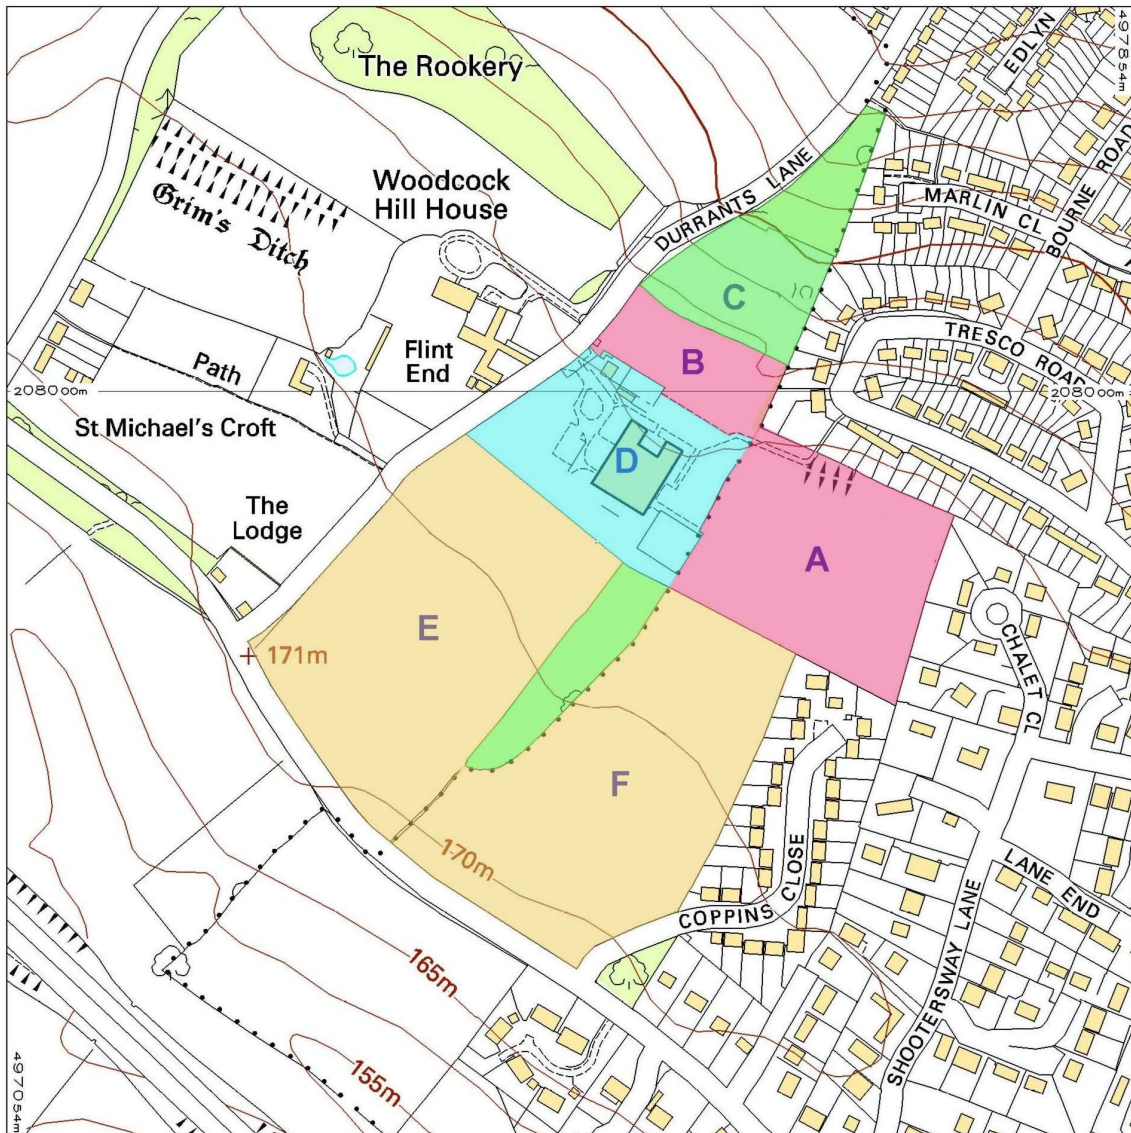 The Rookery
EDLYN
497854m
Woodcock
Hill House
Grim's Ditch
DURRANTS LANE
MARLIN CL
BOURNE ROAD
C
TRESCO ROAD
Path
Flint
End
B
208000m
208000m
St Michael's Croft
D
The
Lodge
A
E
CHALET CL
171m
F
170m
COPPINS CLOSE
LANE END
SHOOTERSWAY LANE
165m
155m
497054m